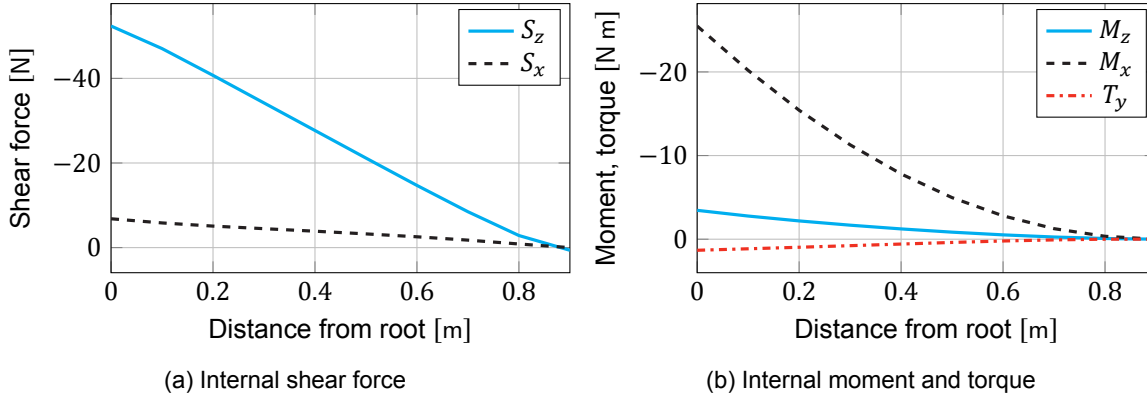 Shear force [N]
−40
−20
0
S_z
S_x
0
0.2
0.4
0.6
0.8
Distance from root [m]
(a) Internal shear force
Moment, torque [N m]
−20
−10
0
M_z
M_x
T_y
0
0.2
0.4
0.6
0.8
Distance from root [m]
(b) Internal moment and torque